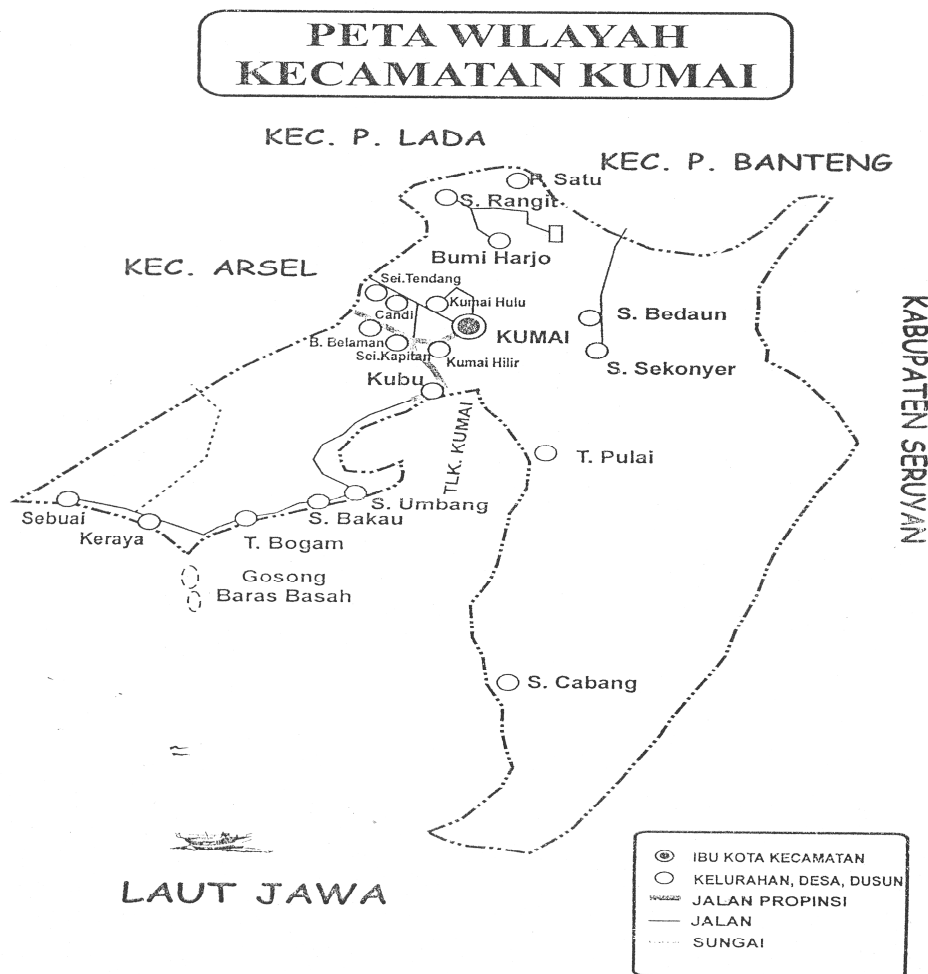 PETA WILAYAH
KECAMATAN KUMAI
KEC. P. LADA
KEC. P. BANTENG
P. Satu
S. Rangit
Bumi Harjo
KEC. ARSEL
Sei.Tendang
Candi
Kumai Hulu
KUMAI
S. Bedaun
B. Belaman
Sei.Kapitan
Kumai Hilir
S. Sekonyer
Kubu
KABUPATEN SERUYAN
TLK. KUMAI
T. Pulai
S. Umbang
S. Bakau
Sebuai
Keraya
T. Bogam
Gosong
Baras Basah
S. Cabang
LAUT JAWA
IBU KOTA KECAMATAN
KELURAHAN, DESA, DUSUN
JALAN PROPINSI
JALAN
SUNGAI